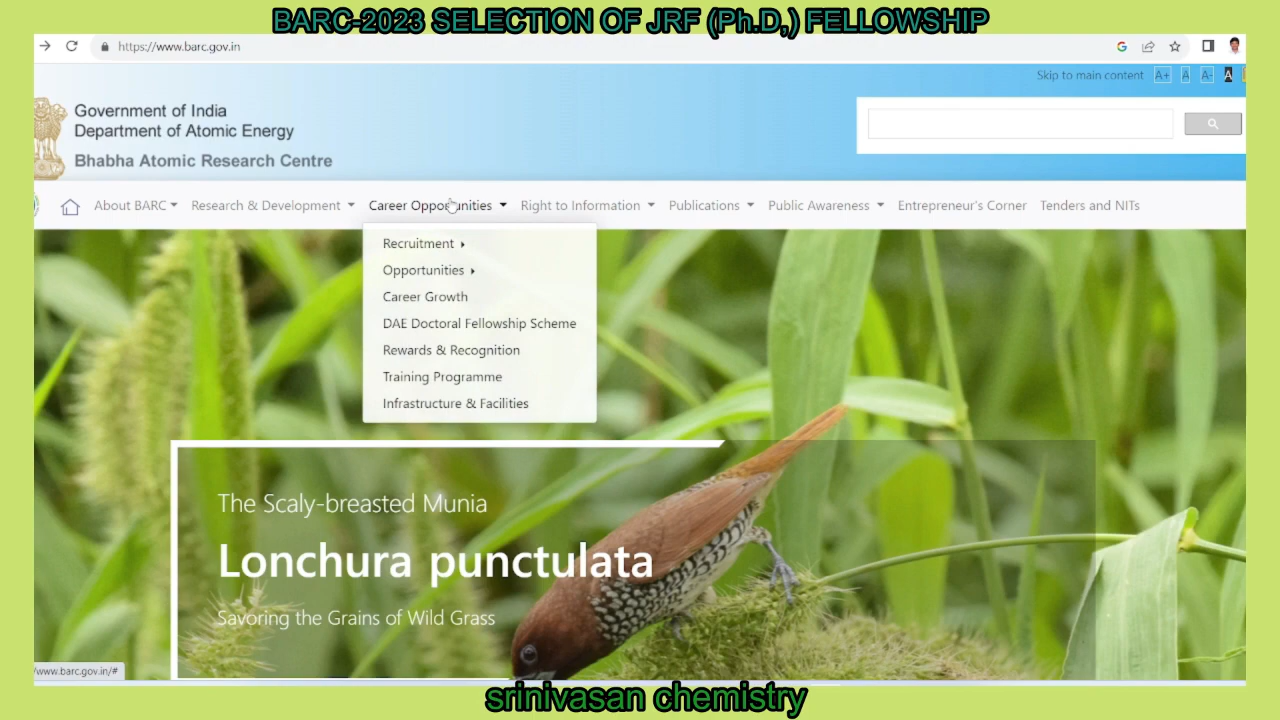 BARC-2023 SELECTION OF JRF (Ph.D,) FELLOWSHIP
https://www.barc.gov.in
Skip to main content A+ A A- A
Government of India
Department of Atomic Energy
Bhabha Atomic Research Centre
About BARC Research & Development Career Opportunities Right to Information Publications Public Awareness Entrepreneur's Corner Tenders and NITs
Recruitment
Opportunities
Career Growth
DAE Doctoral Fellowship Scheme
Rewards & Recognition
Training Programme
Infrastructure & Facilities
The Scaly-breasted Munia
Lonchura punctulata
Savoring the Grains of Wild Grass
/www.barc.gov.in/#
srinivasan chemistry